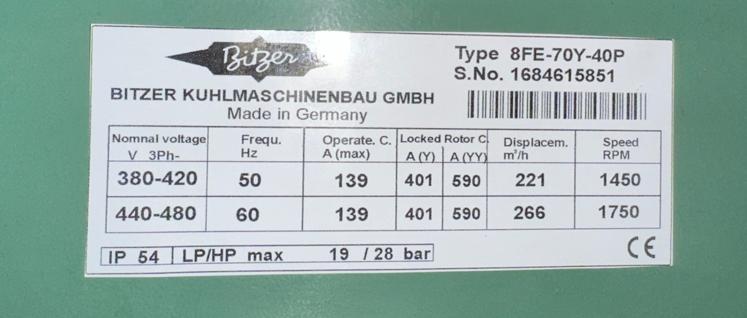 Bitzer
Type 8FE-70Y-40P
S.No. 1684615851
BITZER KUHLMASCHINENBAU GMBH
Made in Germany
Nomnal voltage Frequ. Operate. C. Locked Rotor C. Displacem. Speed
V 3Ph- Hz A (max) A (Y) A (YY) m³/h RPM
380-420 50 139 401 590 221 1450
440-480 60 139 401 590 266 1750
IP 54 LP/HP max 19 / 28 bar CE